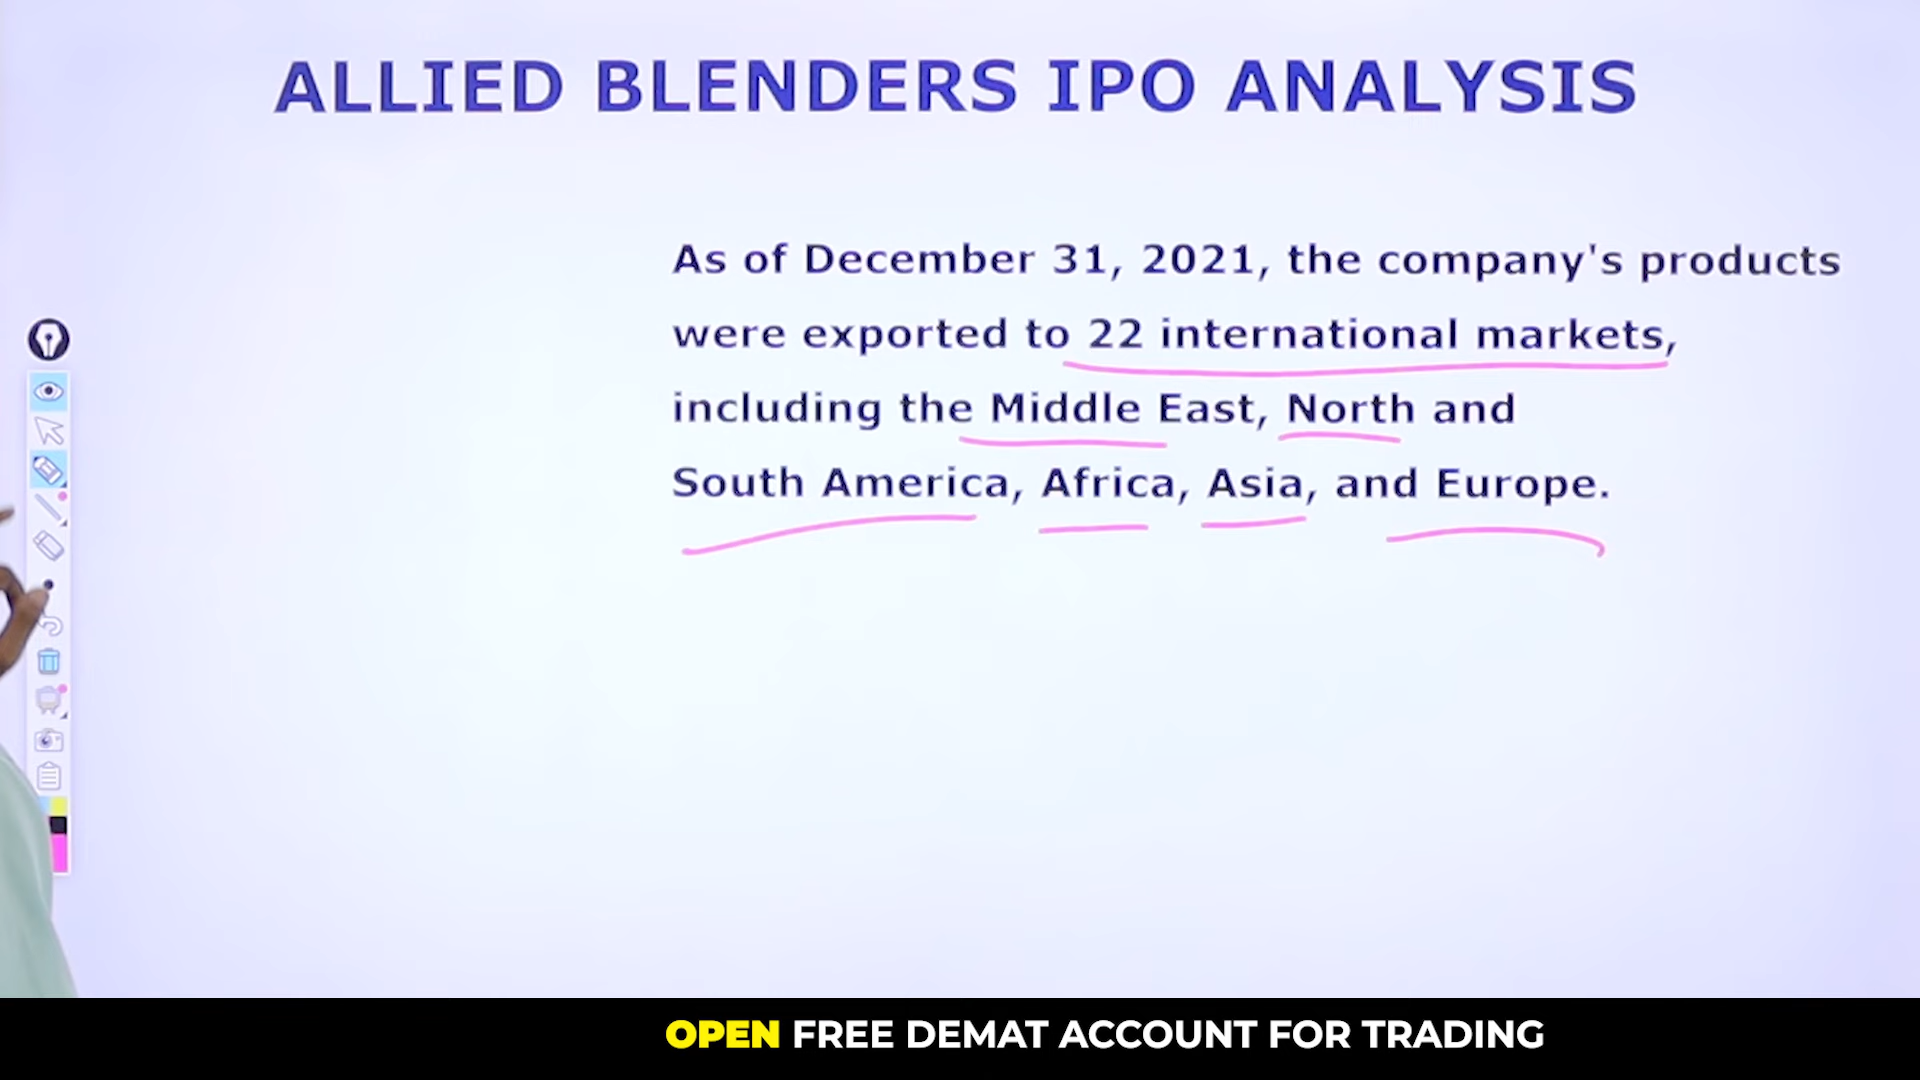 ALLIED BLENDERS IPO ANALYSIS
As of December 31, 2021, the company's products
were exported to 22 international markets,
including the Middle East, North and
South America, Africa, Asia, and Europe.
OPEN FREE DEMAT ACCOUNT FOR TRADING